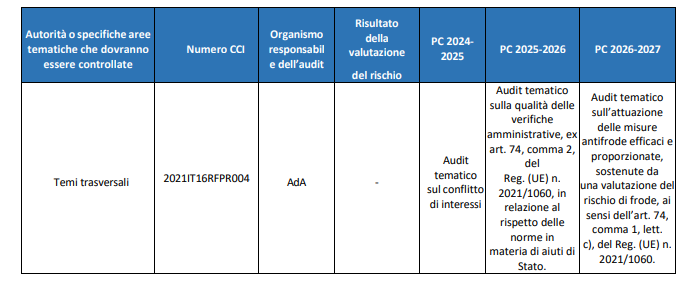 Autorità o specifiche aree
tematiche che dovranno
essere controllate
Numero CCI
Organismo
responsabil
e dell'audit
Risultato
della
valutazione
del rischio
PC 2024-
2025
PC 2025-2026
PC 2026-2027
Temi trasversali
2021IT16RFPR004
AdA
-
Audit
tematico
sul conflitto
di interessi
Audit tematico
sulla qualità delle
verifiche
amministrative, ex
art. 74, comma 2,
del
Reg. (UE) n.
2021/1060, in
relazione al
rispetto delle
norme in
materia di aiuti di
Stato.
Audit tematico
sull'attuazione
delle misure
antifrode efficaci e
proporzionate,
sostenute da
una valutazione del
rischio di frode, ai
sensi dell'art. 74,
comma 1, lett.
c), del Reg. (UE) n.
2021/1060.